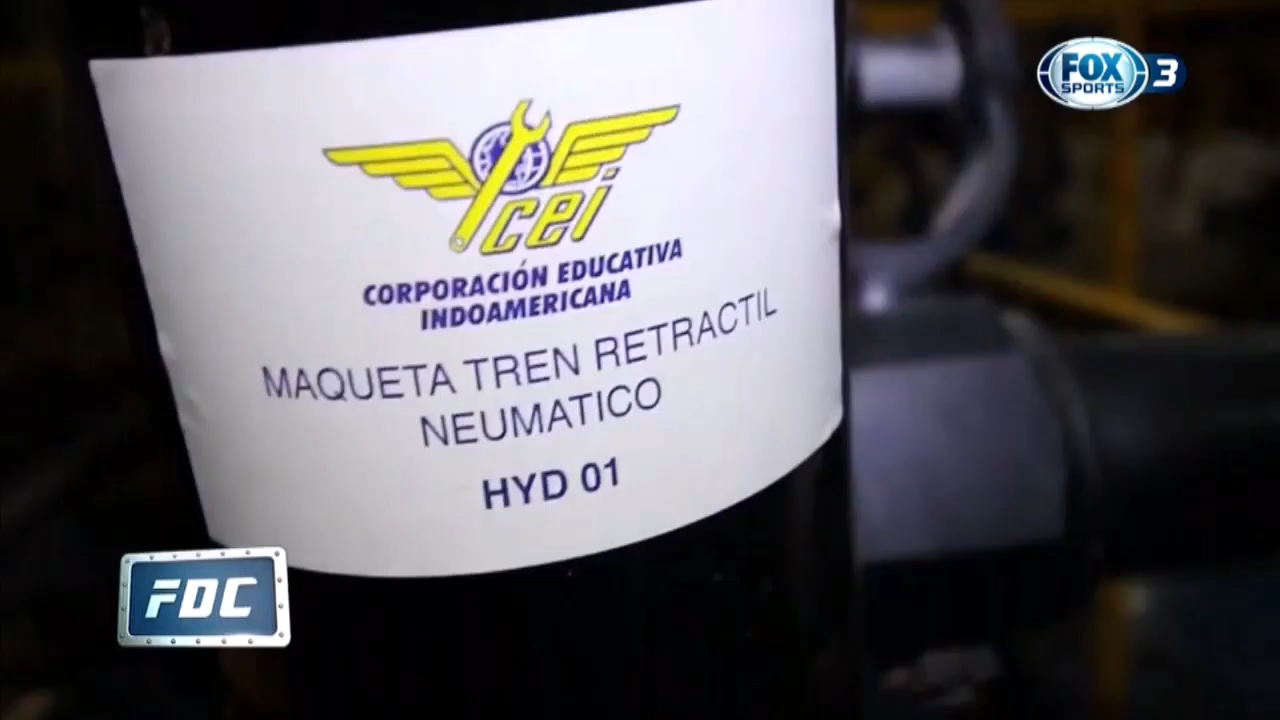 FOX
SPORTS 3
cei
CORPORACIÓN EDUCATIVA
INDOAMERICANA
MAQUETA TREN RETRACTIL
NEUMATICO
HYD 01
FDC